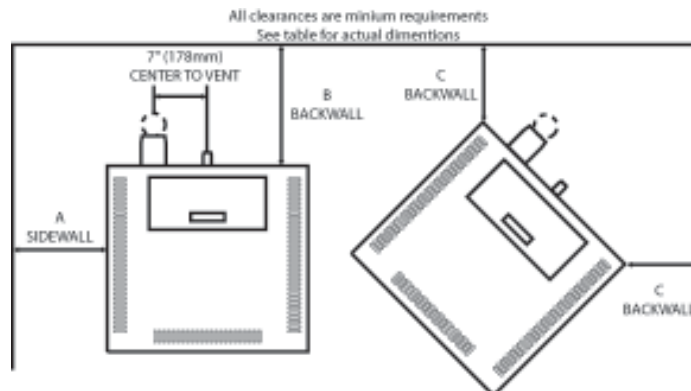 All clearances are minium requirements
See table for actual dimentions
7" (178mm)
CENTER TO VENT
B
BACKWALL
C
BACKWALL
A
SIDEWALL
C
BACKWALL